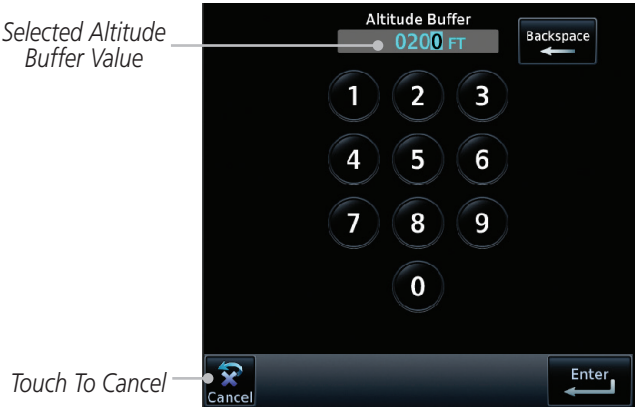 Selected Altitude
Buffer Value
Altitude Buffer
0200 FT
Backspace
1 2 3
4 5 6
7 8 9
0
Touch To Cancel
Cancel
Enter